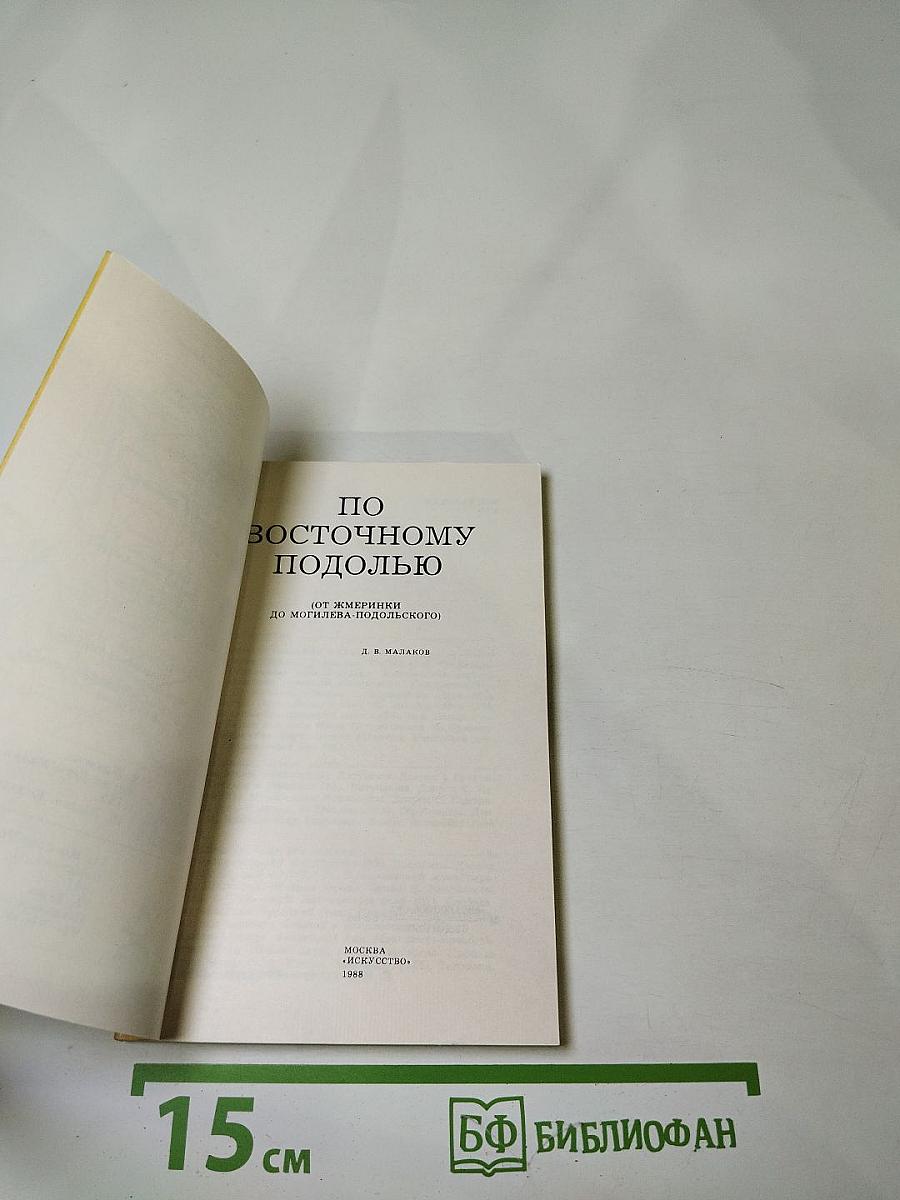 ПО
ВОСТОЧНОМУ
ПОДОЛЬЮ
(ОТ ЖМЕРИНКИ
ДО МОГИЛЕВА-ПОДОЛЬСКОГО)
Д. В. МАЛАКОВ
МОСКВА
«ИСКУССТВО»
1988
15 см
БФ БИБЛИОФАН